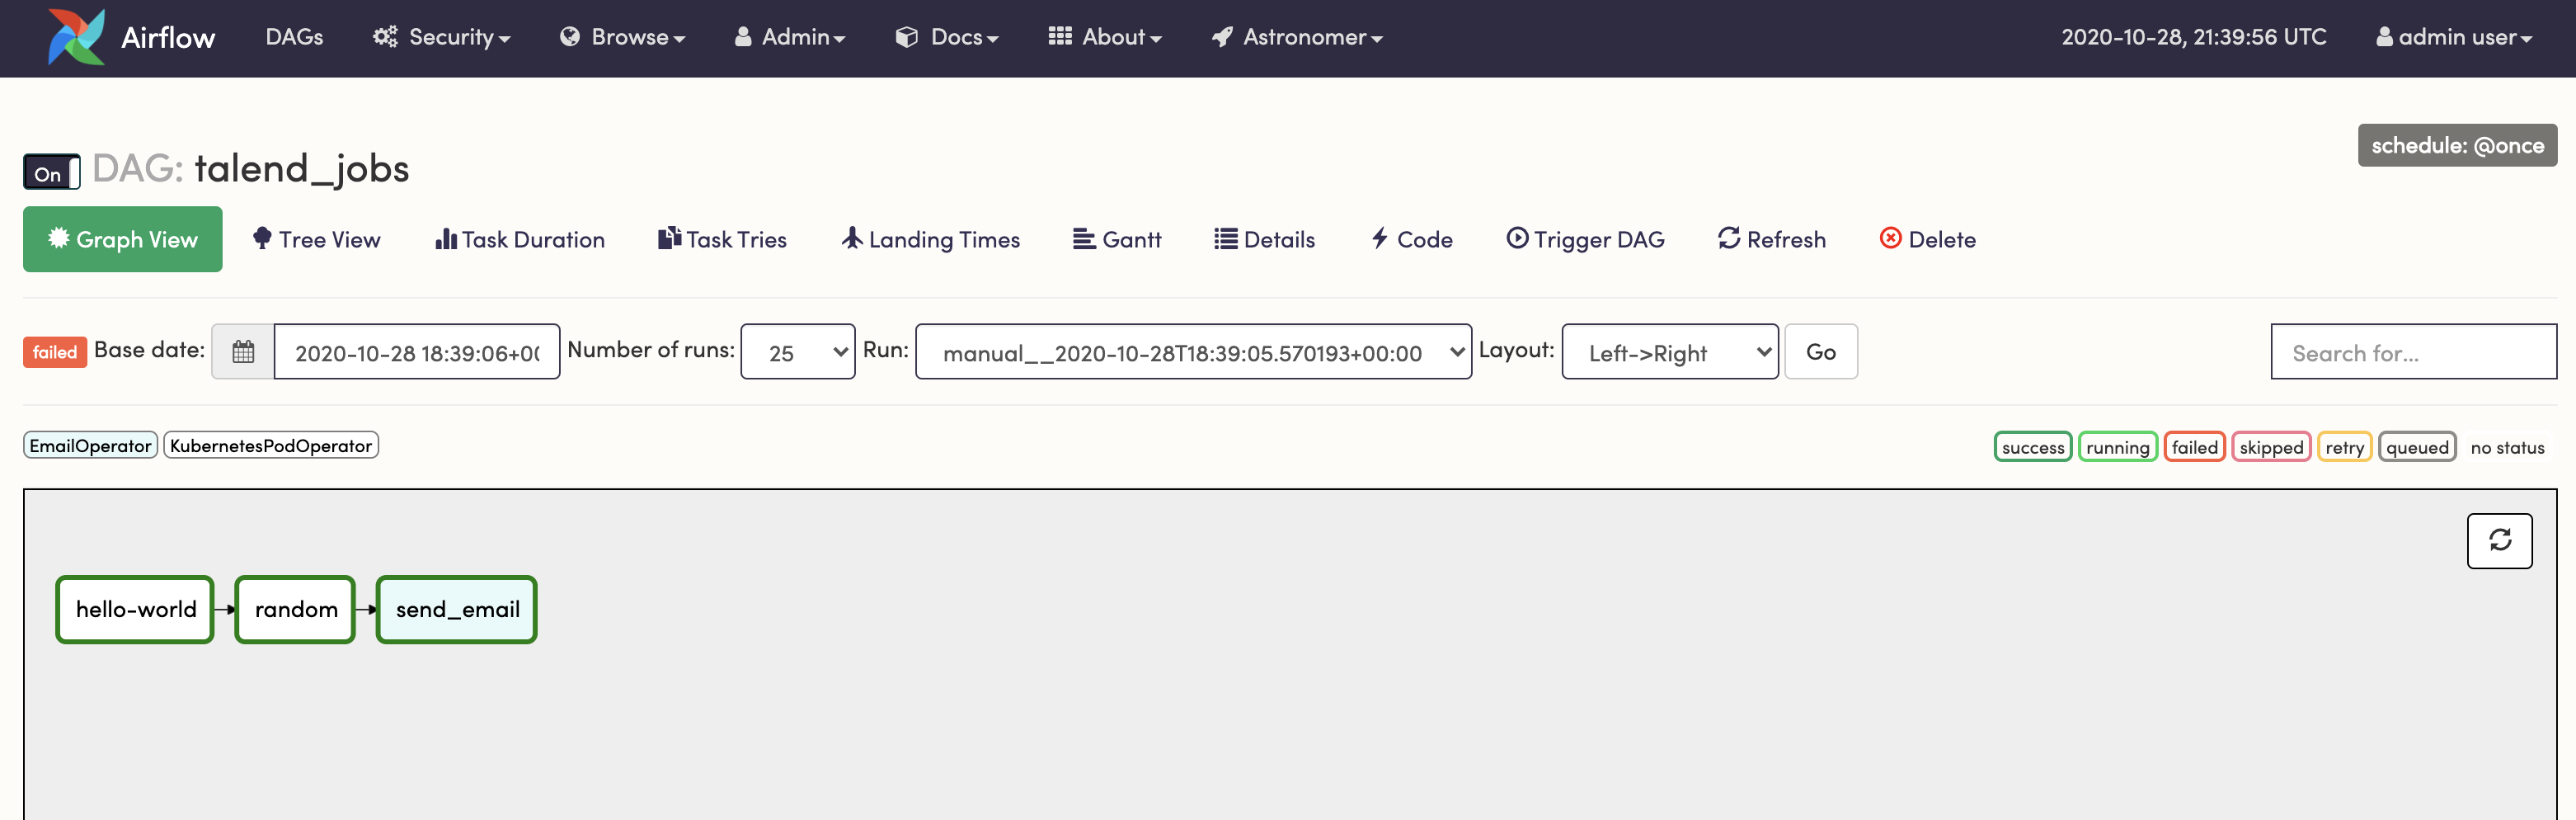 Airflow DAGs Security Browse Admin Docs About Astronomer 2020-10-28, 21:39:56 UTC admin user
schedule: @once
On DAG: talend_jobs
Graph View Tree View Task Duration Task Tries Landing Times Gantt Details Code Trigger DAG Refresh Delete
failed Base date: 2020-10-28 18:39:06+0( Number of runs: 25 Run: manual__2020-10-28T18:39:05.570193+00:00 Layout: Left->Right Go Search for...
EmailOperator KubernetesPodOperator success running failed skipped retry queued no status
hello-world random send_email